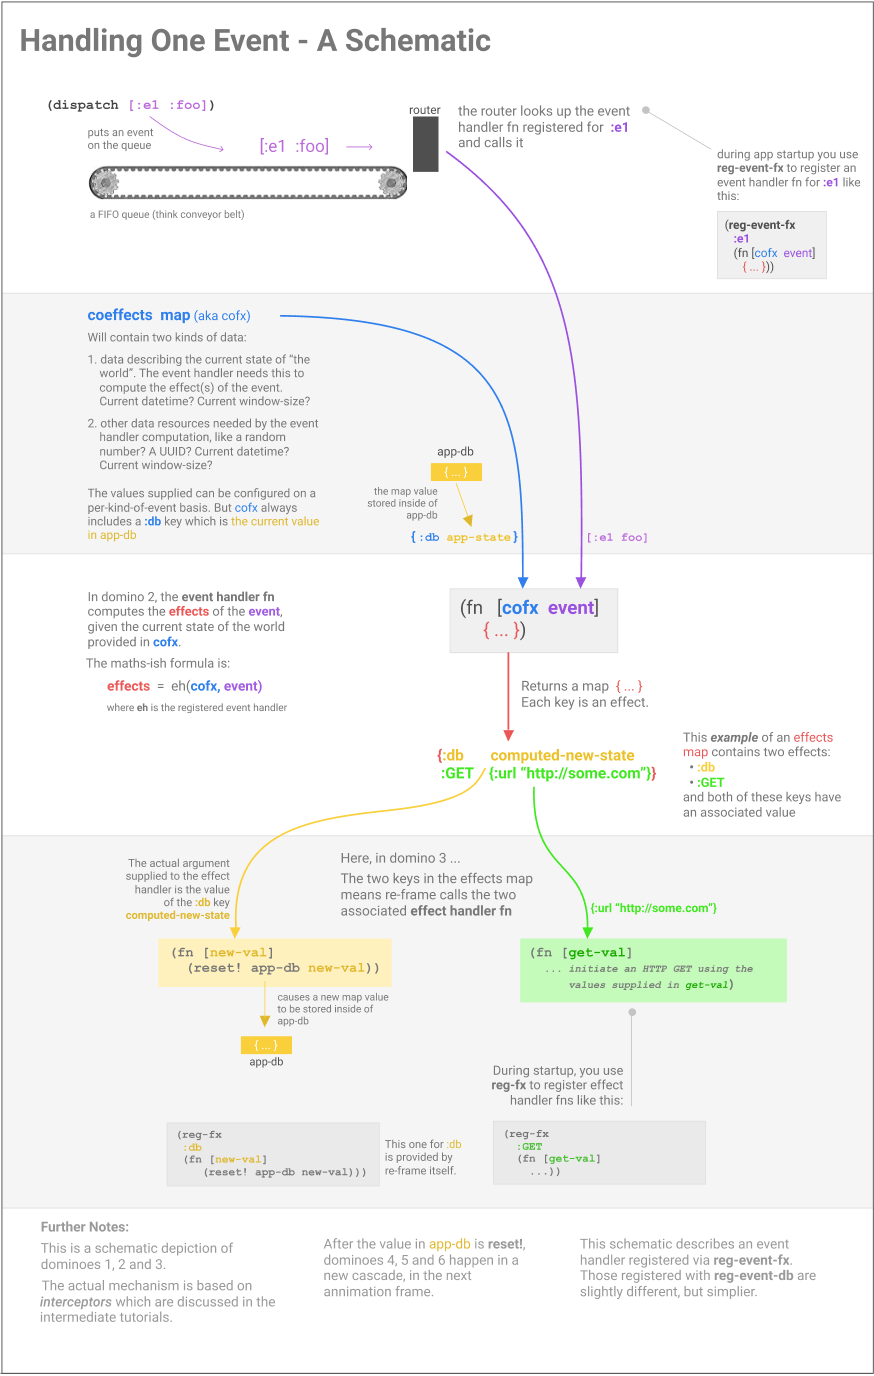 Handling One Event - A Schematic
(dispatch [:e1 :foo])
puts an event
on the queue
[:e1 :foo]
router
a FIFO queue (think conveyor belt)
the router looks up the event
handler fn registered for :e1
and calls it
during app startup you use
reg-event-fx to register an
event handler fn for :e1 like
this:
(reg-event-fx
:e1
(fn [cofx event]
{ ... }))
coeffects map (aka cofx)
Will contain two kinds of data:
1. data describing the current state of “the
world”. The event handler needs this to
compute the effect(s) of the event.
Current datetime? Current window-size?
2. other data resources needed by the event
handler computation, like a random
number? A UUID? Current datetime?
Current window-size?
The values supplied can be configured on a
per-kind-of-event basis. But cofx always
includes a :db key which is the current value
in app-db
app-db
{ ... }
the map value
stored inside of
app-db
{:db app-state}
[:e1 foo]
In domino 2, the event handler fn
computes the effects of the event,
given the current state of the world
provided in cofx.
The maths-ish formula is:
effects = eh(cofx, event)
where eh is the registered event handler
(fn [cofx event]
{ ... })
Returns a map { ... }
Each key is an effect.
{:db computed-new-state
:GET {:url “http://some.com”}}
This example of an effects
map contains two effects:
• :db
• :GET
and both of these keys have
an associated value
The actual argument
supplied to the effect
handler is the value
of the :db key
computed-new-state
Here, in domino 3 ...
The two keys in the effects map
means re-frame calls the two
associated effect handler fn
{:url “http://some.com”}
(fn [new-val]
(reset! app-db new-val))
causes a new map value
to be stored inside of
app-db
{ ... }
app-db
(fn [get-val]
... initiate an HTTP GET using the
values supplied in get-val)
During startup, you use
reg-fx to register effect
handler fns like this:
(reg-fx
:db
(fn [new-val]
(reset! app-db new-val)))
This one for :db
is provided by
re-frame itself.
(reg-fx
:GET
(fn [get-val]
...))
Further Notes:
This is a schematic depiction of
dominoes 1, 2 and 3.
The actual mechanism is based on
interceptors which are discussed in the
intermediate tutorials.
After the value in app-db is reset!,
dominoes 4, 5 and 6 happen in a
new cascade, in the next
annimation frame.
This schematic describes an event
handler registered via reg-event-fx.
Those registered with reg-event-db are
slightly different, but simplier.